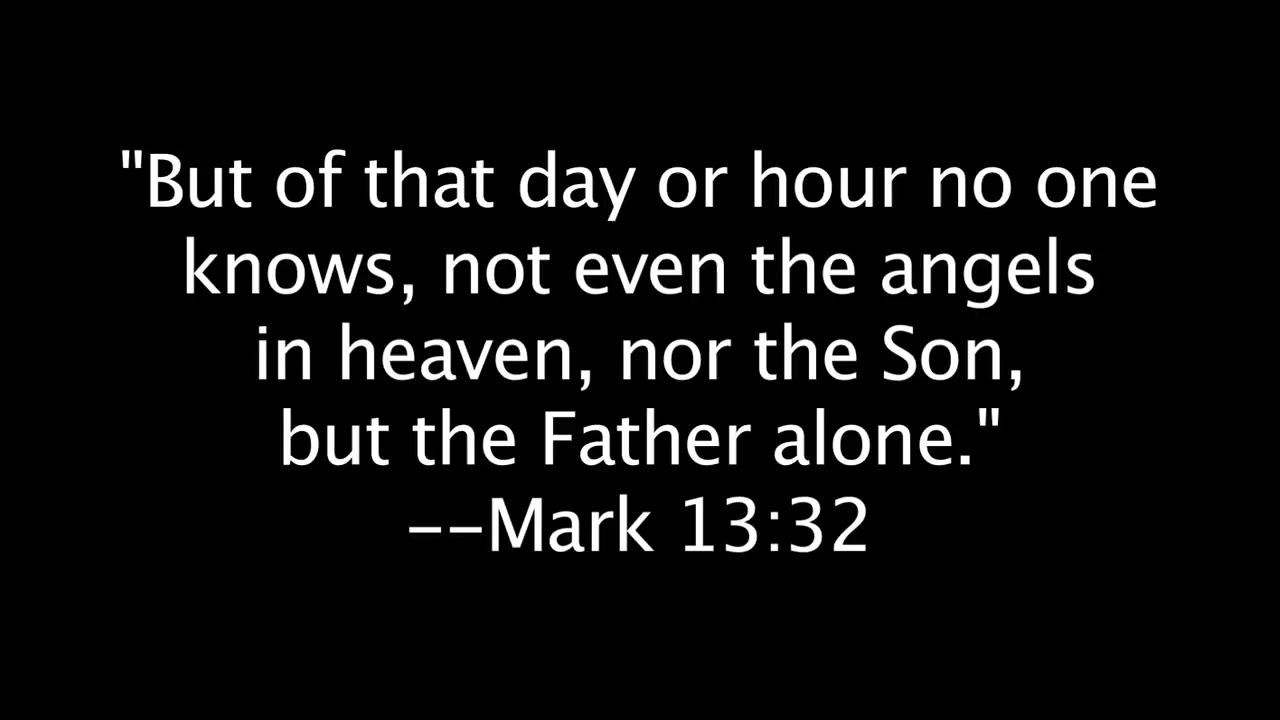 "But of that day or hour no one
knows, not even the angels
in heaven, nor the Son,
but the Father alone."
--Mark 13:32